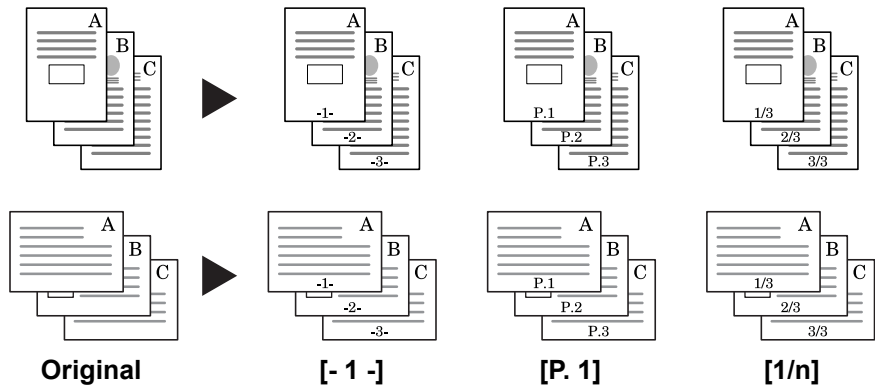 A A A A
B B B B
C C C C
-1- P.1 1/3
-2- P.2 2/3
-3- P.3 3/3
A A A A
B B B B
C C C C
-1- P.1 1/3
-2- P.2 2/3
-3- P.3 3/3
Original [- 1 -] [P. 1] [1/n]